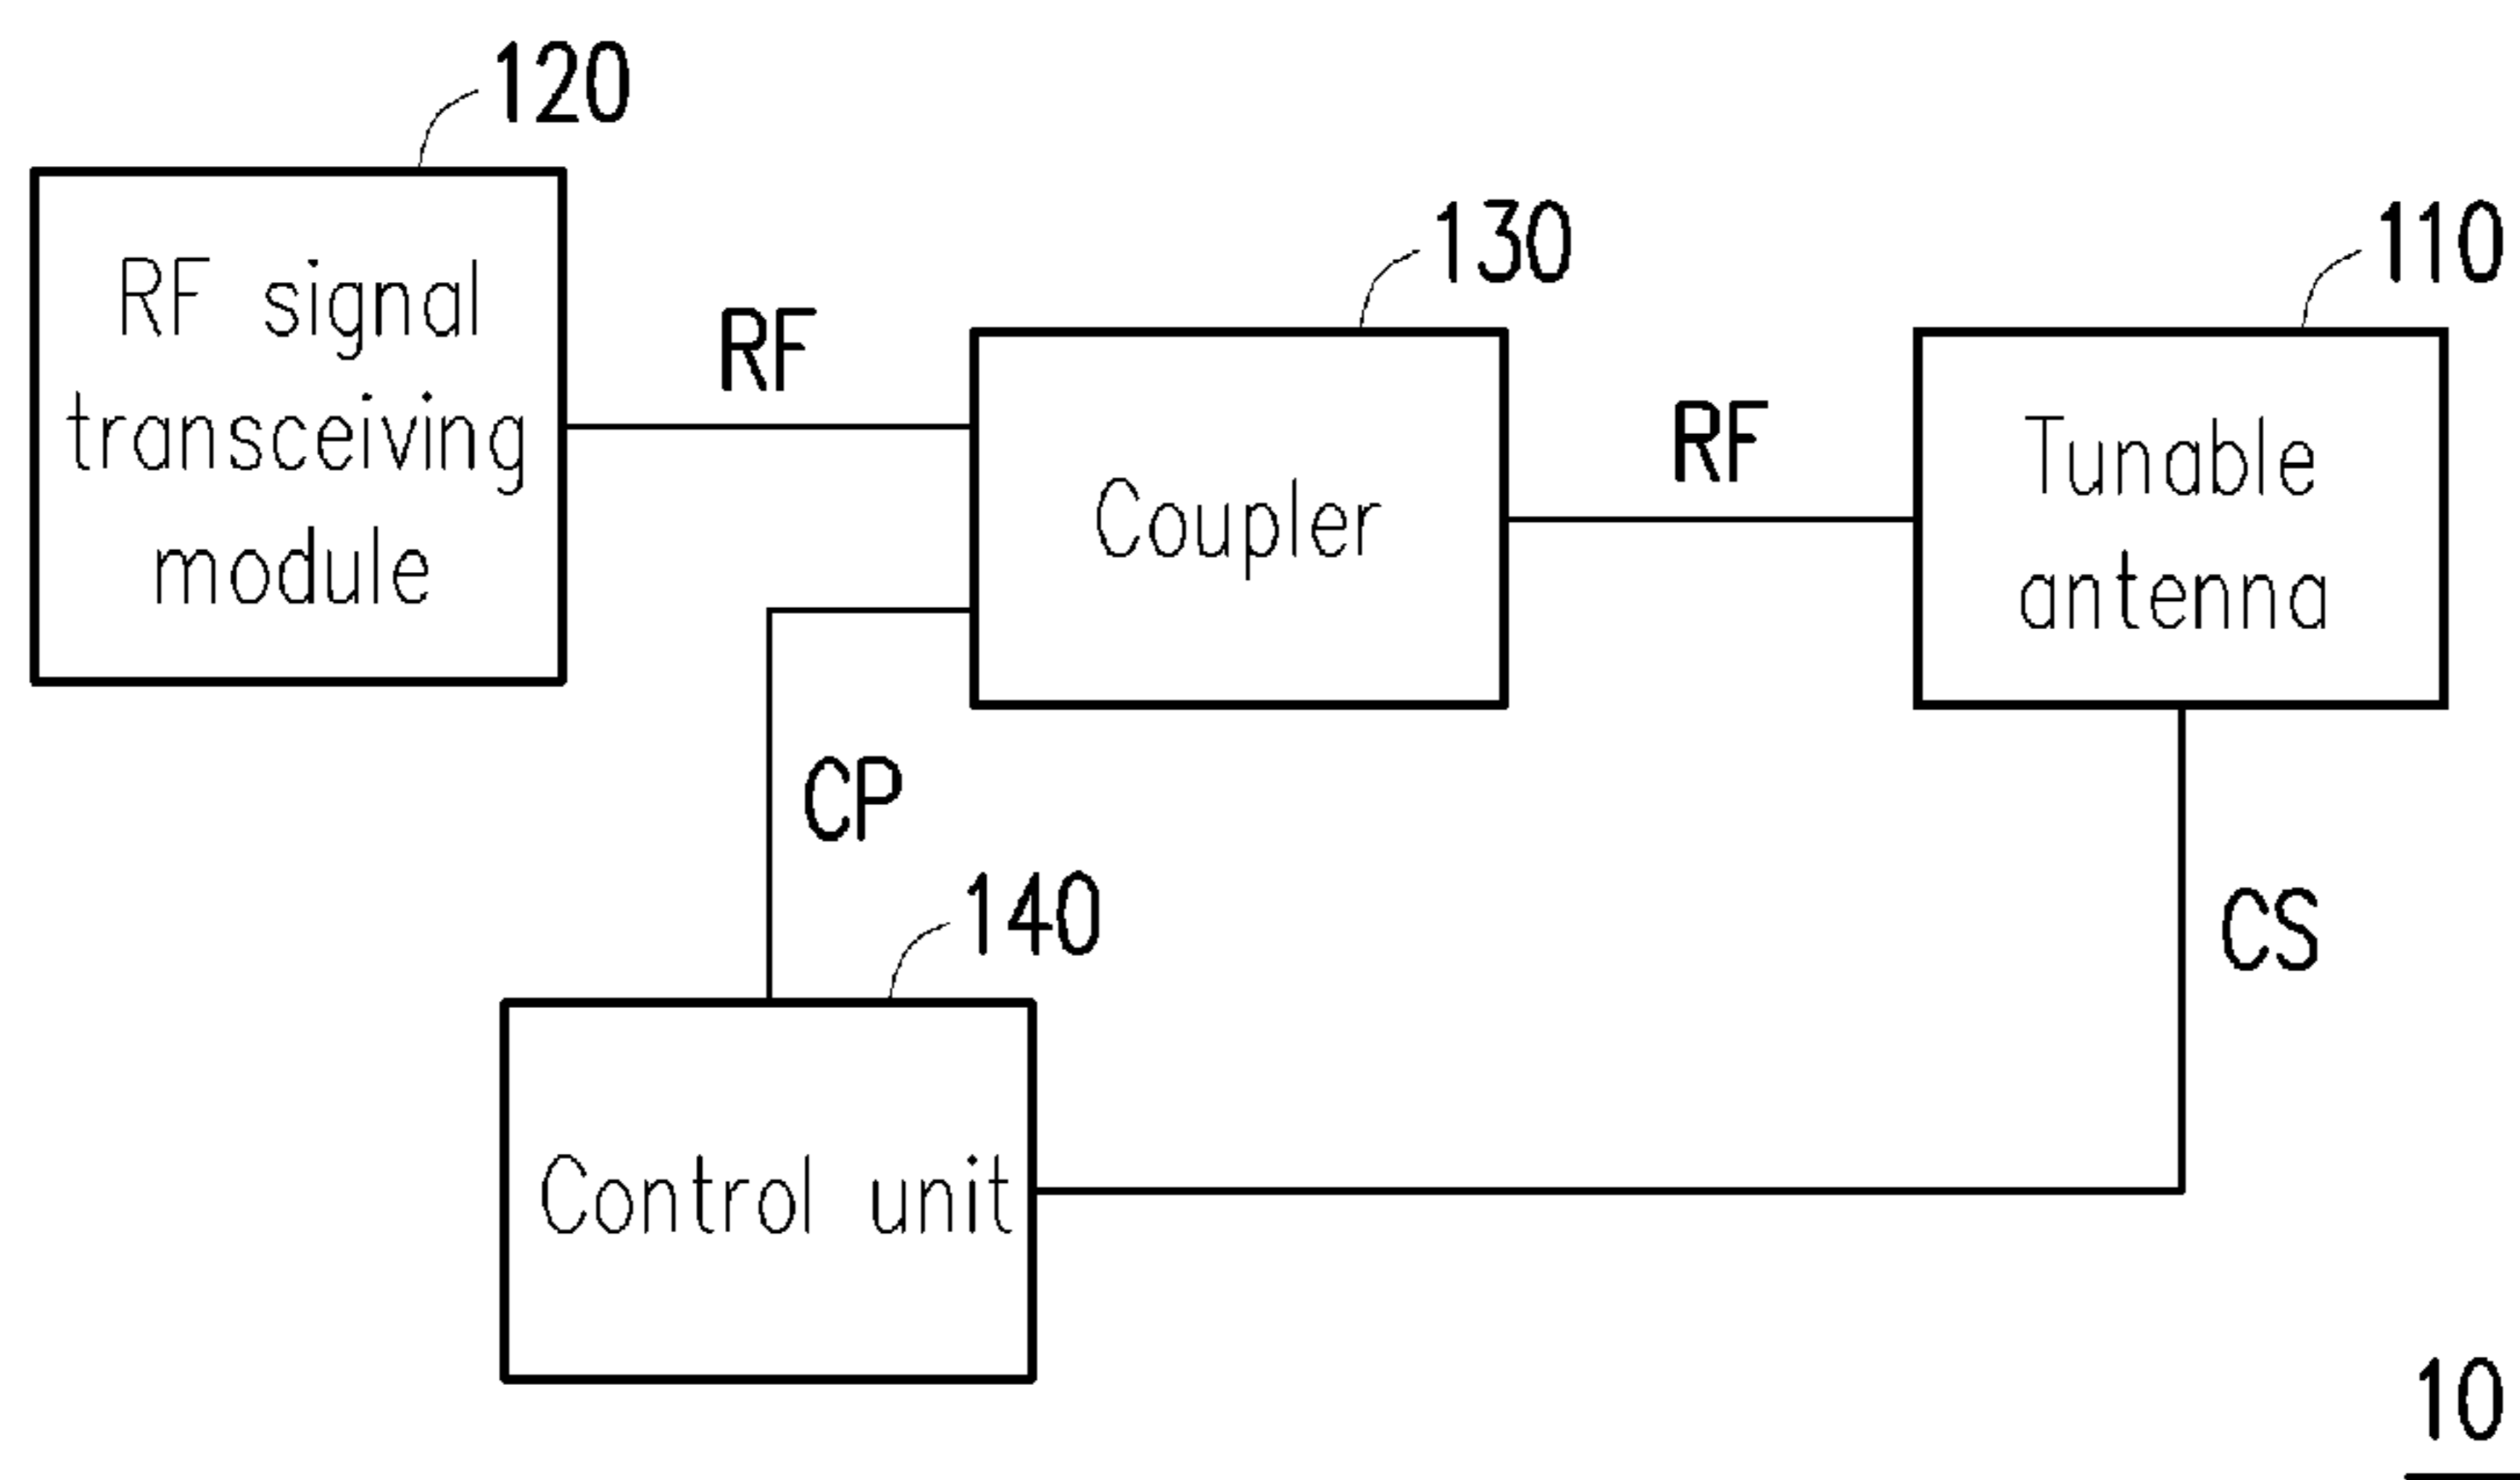 120
RF signal
transceiving
module
RF
130
Coupler
RF
110
Tunable
antenna
CP
140
Control unit
CS
10